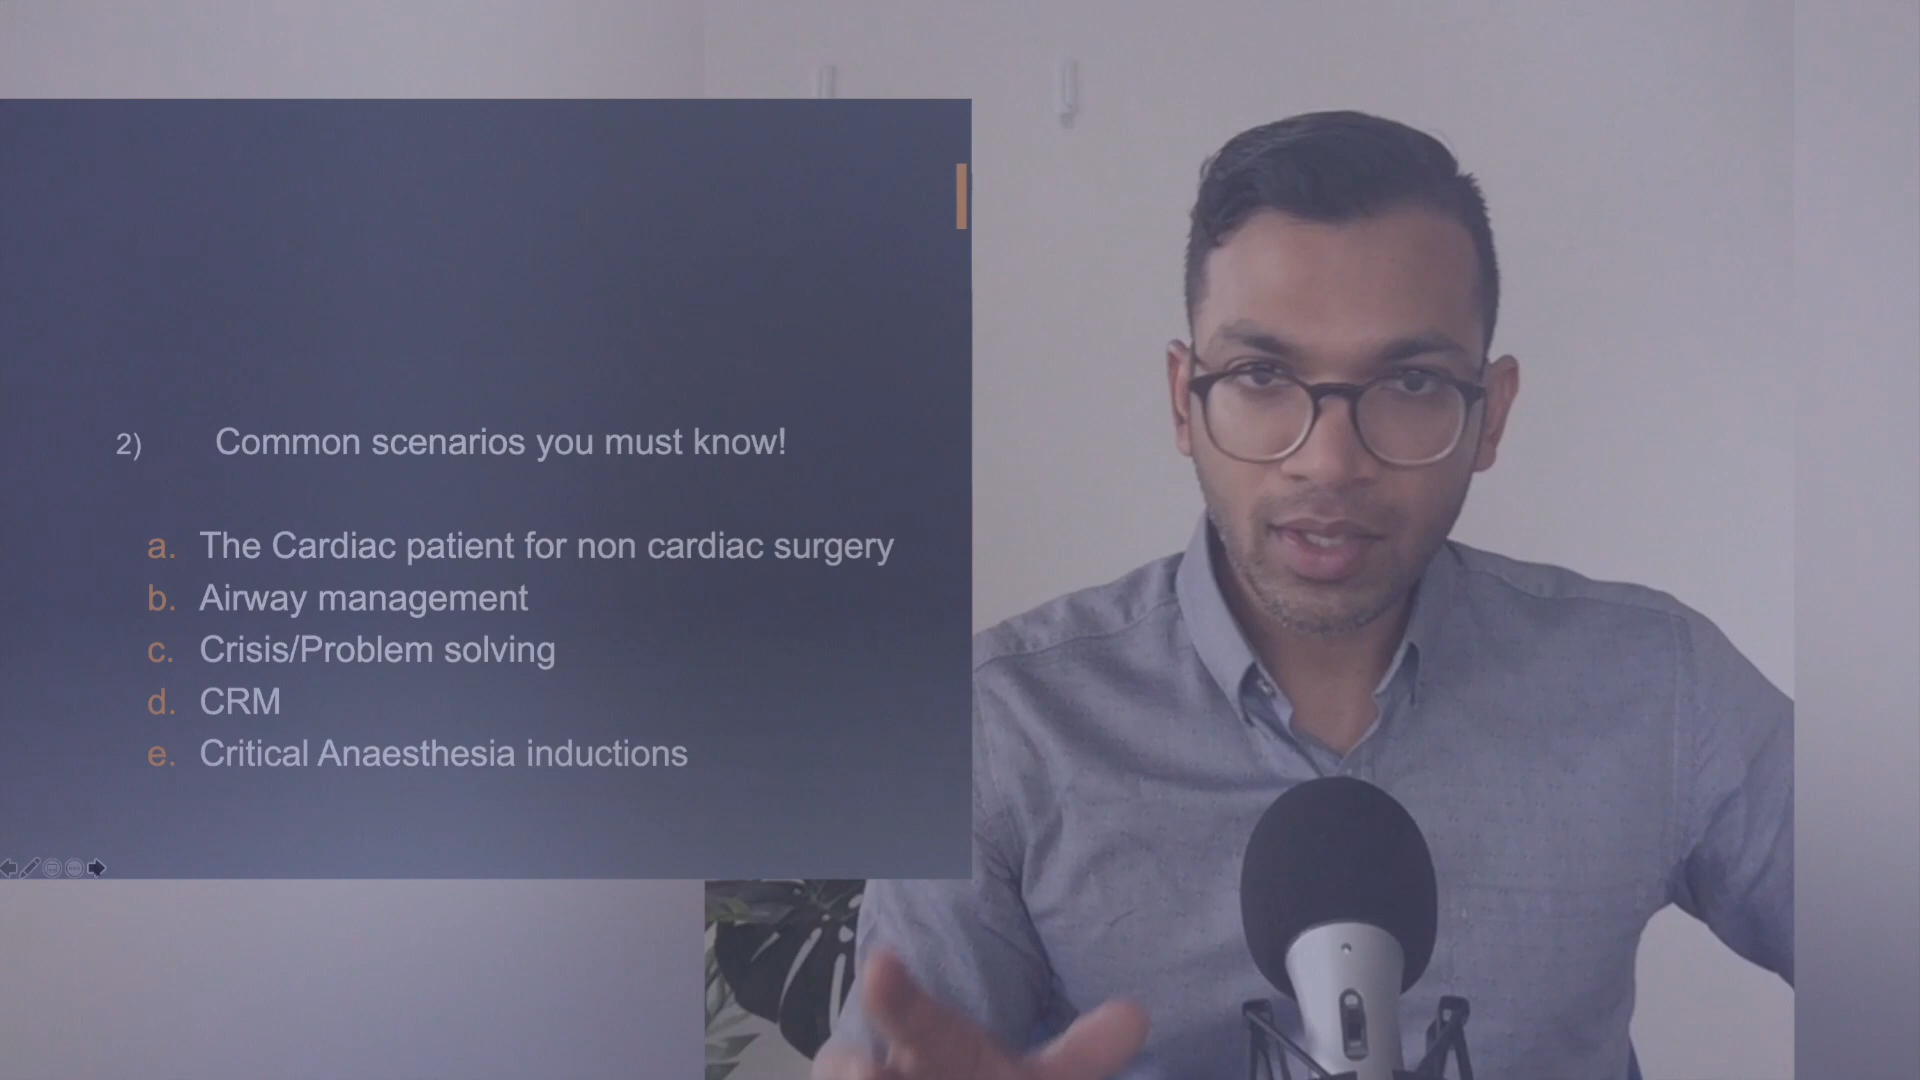 2) Common scenarios you must know!
a. The Cardiac patient for non cardiac surgery
b. Airway management
c. Crisis/Problem solving
d. CRM
e. Critical Anaesthesia inductions